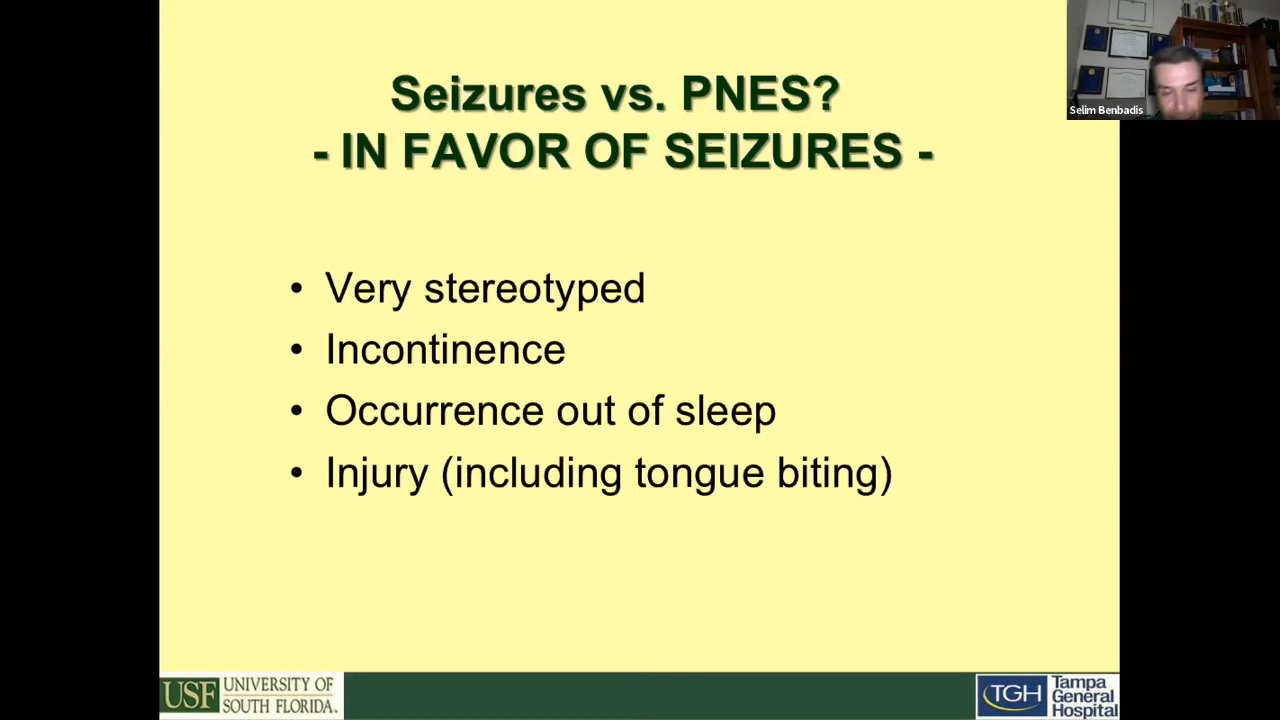 Seizures vs. PNES?
- IN FAVOR OF SEIZURES -
• Very stereotyped
• Incontinence
• Occurrence out of sleep
• Injury (including tongue biting)
Selim Benbadis
USF UNIVERSITY OF
SOUTH FLORIDA
TGH Tampa
General
Hospital